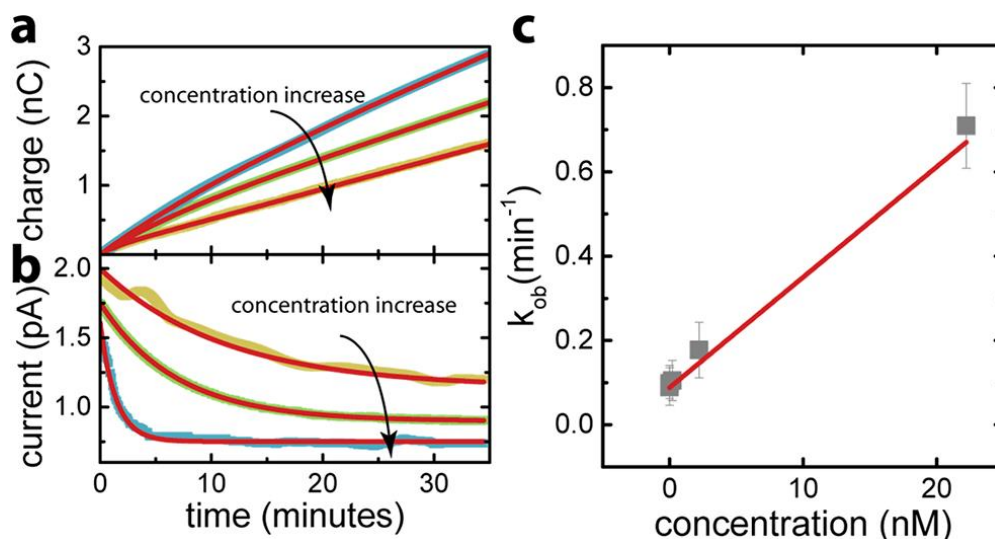 a
charge (nC)
3
2
1
concentration increase
b
current (pA)
2.0
1.5
1.0
concentration increase
0
10
20
30
time (minutes)
c
k_ob(min⁻¹)
0.8
0.6
0.4
0.2
0.0
0
10
20
concentration (nM)